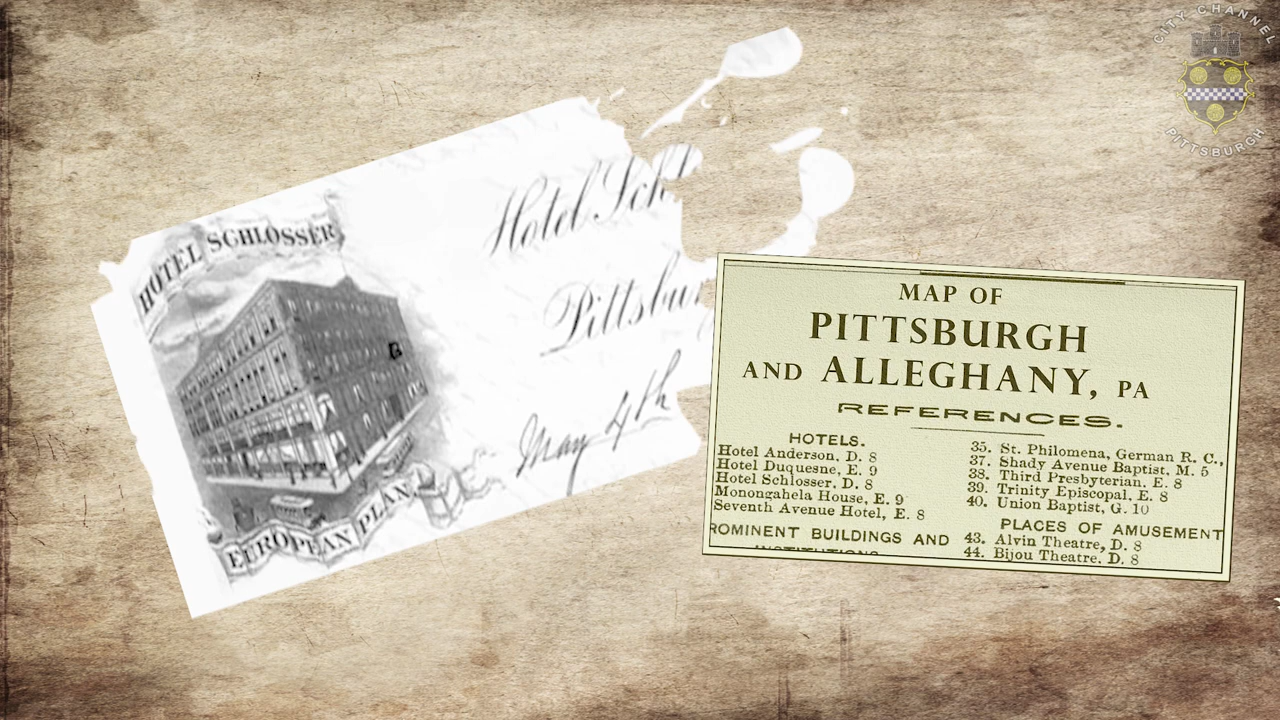 CITY CHANNEL
PITTSBURGH
HOTEL SCHLOSSER
Hotel Sch
Pittsbur
May 4th
EUROPEAN PLAN
MAP OF
PITTSBURGH
AND ALLEGHANY, PA
REFERENCES.
HOTELS.
Hotel Anderson, D. 8
Hotel Duquesne, E. 9
Hotel Schlosser, D. 8
Monongahela House, E. 9
Seventh Avenue Hotel, E. 8
ROMINENT BUILDINGS AND
INSTITUTIONS
35. St. Philomena, German R. C.,
37. Shady Avenue Baptist. M. 5
38. Third Presbyterian. E. 8
39. Trinity Episcopal, E. 8
40. Union Baptist, G. 10
PLACES OF AMUSEMENT
43. Alvin Theatre, D. 8
44. Bijou Theatre. D. 8